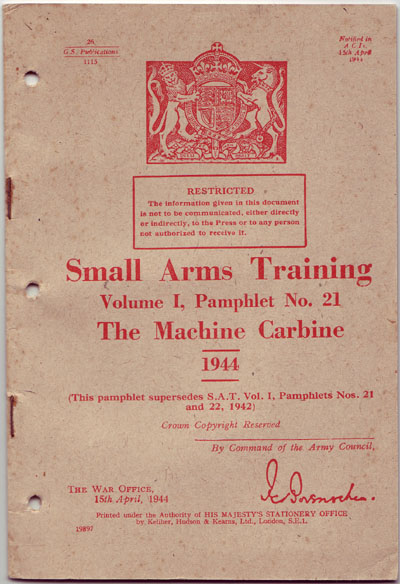 26
G.S. Publications
1115
Notified in
A.C.I.
15th April
1944
RESTRICTED
The information given in this document
is not to be communicated, either directly
or indirectly, to the Press or to any person
not authorized to receive it.
Small Arms Training
Volume I, Pamphlet No. 21
The Machine Carbine
1944
(This pamphlet supersedes S.A.T. Vol. I, Pamphlets Nos. 21
and 22, 1942)
Crown Copyright Reserved
By Command of the Army Council,
THE WAR OFFICE,
15th April, 1944
Printed under the Authority of HIS MAJESTY'S STATIONERY OFFICE
by Keliher, Hudson & Kearns, Ltd., London, S.E.1.
19897